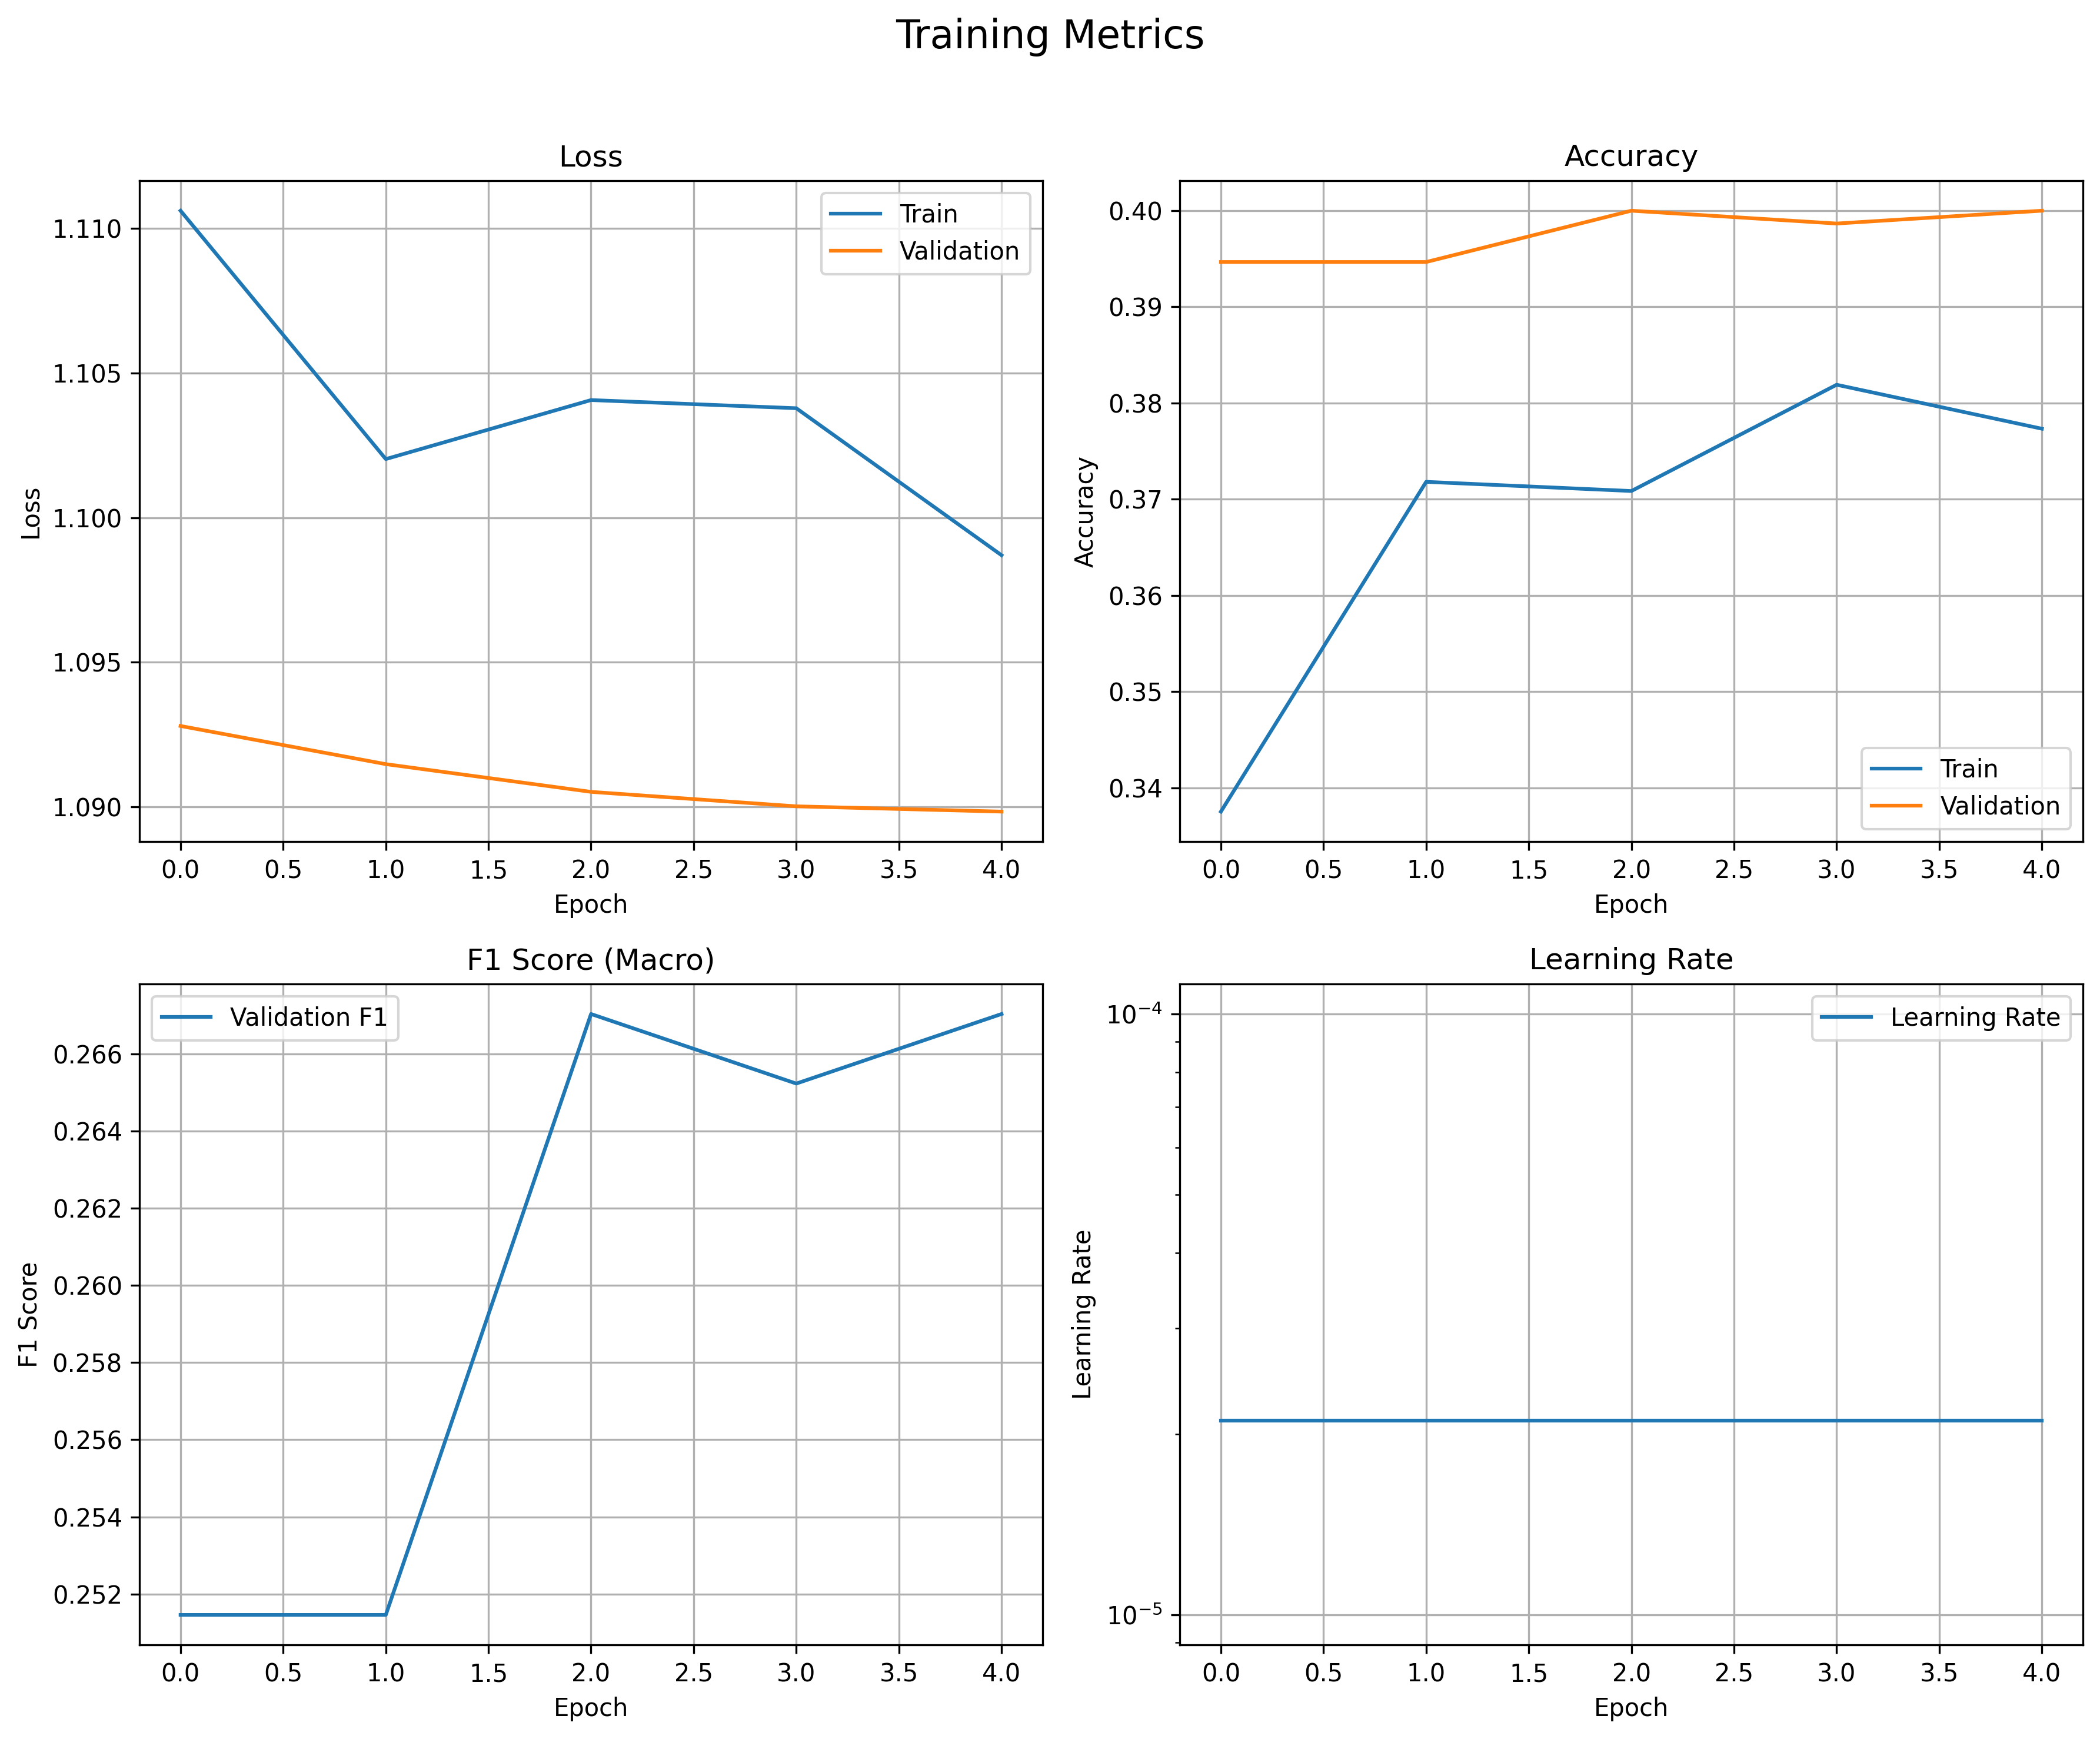 Training Metrics
Loss
1.110
1.105
1.100
1.095
1.090
Loss
Train
Validation
0.0 0.5 1.0 1.5 2.0 2.5 3.0 3.5 4.0
Epoch
Accuracy
0.40
0.39
0.38
0.37
0.36
0.35
0.34
Accuracy
Train
Validation
0.0 0.5 1.0 1.5 2.0 2.5 3.0 3.5 4.0
Epoch
F1 Score (Macro)
Validation F1
0.266
0.264
0.262
0.260
0.258
0.256
0.254
0.252
F1 Score
0.0 0.5 1.0 1.5 2.0 2.5 3.0 3.5 4.0
Epoch
Learning Rate
10⁻⁴
10⁻⁵
Learning Rate
Learning Rate
0.0 0.5 1.0 1.5 2.0 2.5 3.0 3.5 4.0
Epoch